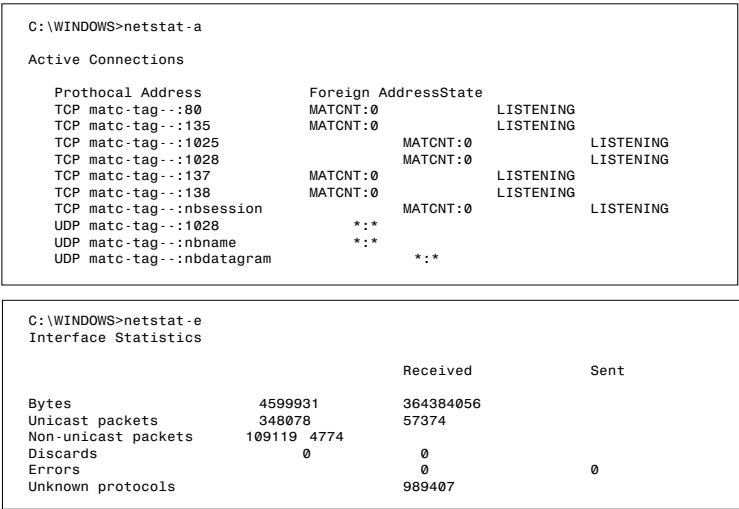 C:\WINDOWS>netstat-a
Active Connections
Prothocal Address Foreign AddressState
TCP matc-tag--:80 MATCNT:0 LISTENING
TCP matc-tag--:135 MATCNT:0 LISTENING
TCP matc-tag--:1025 MATCNT:0 LISTENING
TCP matc-tag--:1028 MATCNT:0 LISTENING
TCP matc-tag--:137 MATCNT:0 LISTENING
TCP matc-tag--:138 MATCNT:0 LISTENING
TCP matc-tag--:nbsession MATCNT:0 LISTENING
UDP matc-tag--:1028 *:*
UDP matc-tag--:nbname *:*
UDP matc-tag--:nbdatagram *:*
C:\WINDOWS>netstat-e
Interface Statistics
Received Sent
Bytes 4599931 364384056
Unicast packets 348078 57374
Non-unicast packets 109119 4774
Discards 0 0
Errors 0 0
Unknown protocols 989407